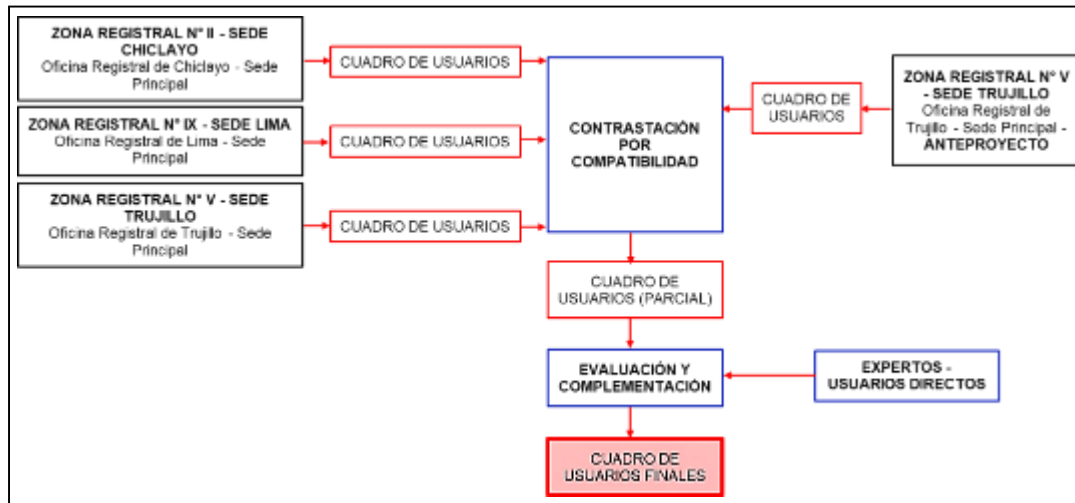 ZONA REGISTRAL N° II - SEDE
CHICLAYO
Oficina Registral de Chiclayo - Sede
Principal
CUADRO DE USUARIOS
ZONA REGISTRAL N° IX - SEDE LIMA
Oficina Registral de Lima - Sede
Principal
CUADRO DE USUARIOS
ZONA REGISTRAL N° V - SEDE
TRUJILLO
Oficina Registral de Trujillo - Sede
Principal
CUADRO DE USUARIOS
CONTRASTACIÓN
POR
COMPATIBILIDAD
CUADRO DE
USUARIOS
ZONA REGISTRAL N° V
- SEDE TRUJILLO
Oficina Registral de
Trujillo - Sede Principal -
ANTEPROYECTO
CUADRO DE
USUARIOS (PARCIAL)
EVALUACIÓN Y
COMPLEMENTACIÓN
EXPERTOS -
USUARIOS DIRECTOS
CUADRO DE
USUARIOS FINALES